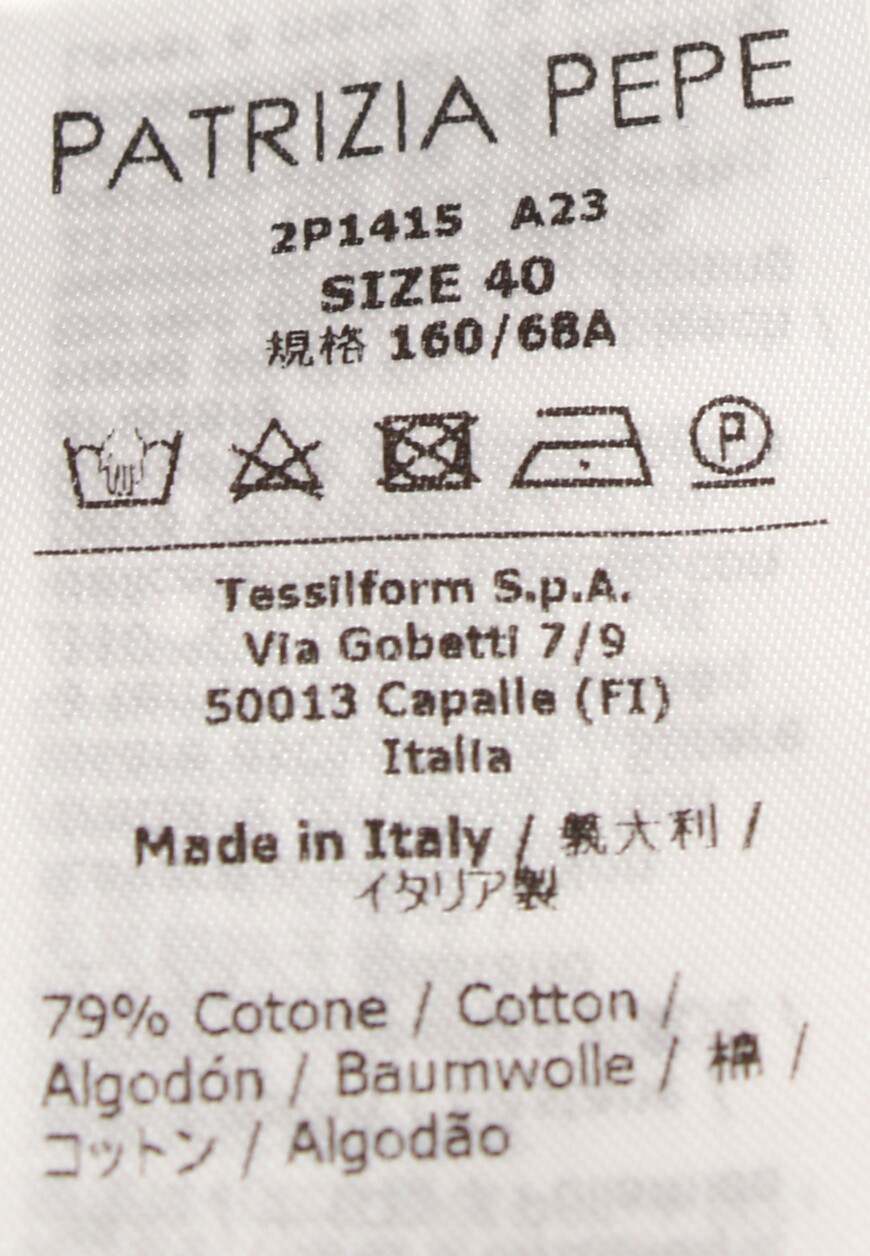 PATRIZIA PEPE
2P1415 A23
SIZE 40
規格 160/68A
P
Tessilform S.p.A.
Via Gobetti 7/9
50013 Capalle (FI)
Italia
Made in Italy / 義大利 /
イタリア製
79% Cotone / Cotton /
Algodón / Baumwolle / 棉 /
コットン / Algodão